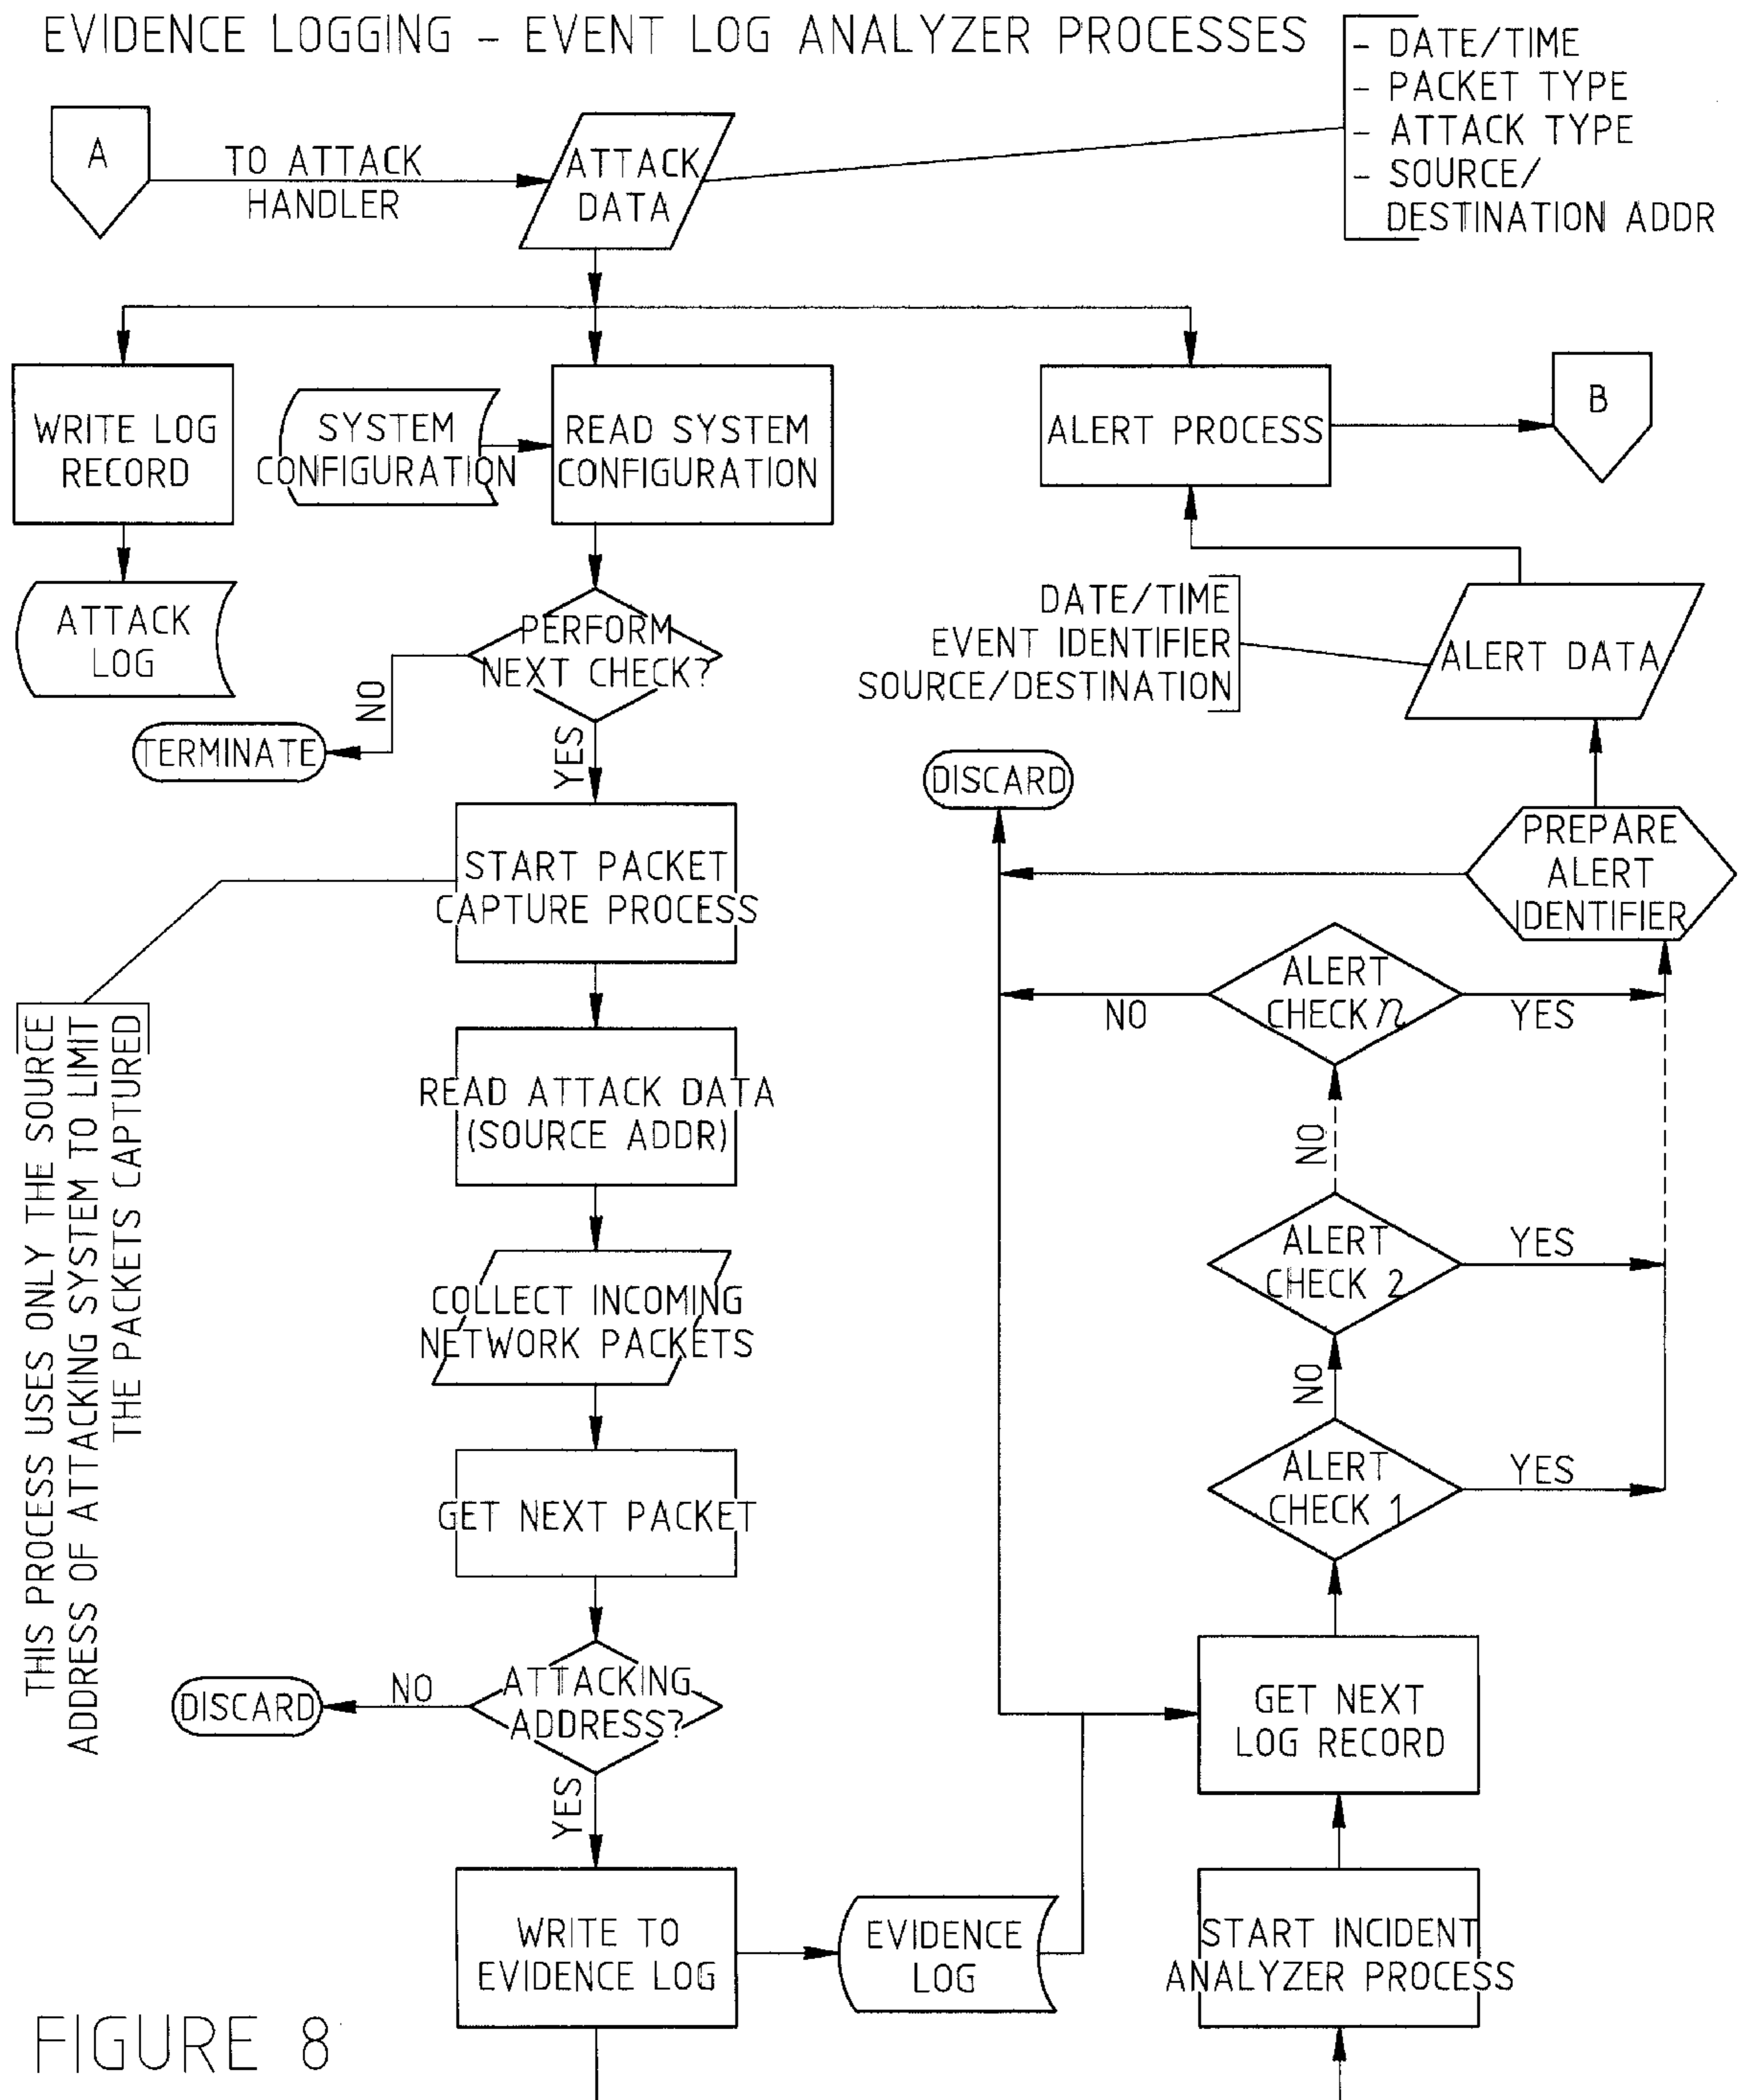 EVIDENCE LOGGING - EVENT LOG ANALYZER PROCESSES
- DATE/TIME
- PACKET TYPE
- ATTACK TYPE
- SOURCE/
DESTINATION ADDR
A
TO ATTACK
HANDLER
ATTACK
DATA
WRITE LOG
RECORD
SYSTEM
CONFIGURATION
READ SYSTEM
CONFIGURATION
ALERT PROCESS
B
ATTACK
LOG
PERFORM
NEXT CHECK?
NO
TERMINATE
YES
DATE/TIME
EVENT IDENTIFIER
SOURCE/DESTINATION
ALERT DATA
DISCARD
START PACKET
CAPTURE PROCESS
PREPARE
ALERT
IDENTIFIER
THIS PROCESS USES ONLY THE SOURCE
ADDRESS OF ATTACKING SYSTEM TO LIMIT
THE PACKETS CAPTURED
READ ATTACK DATA
(SOURCE ADDR)
ALERT
CHECK n
NO
YES
NO
COLLECT INCOMING
NETWORK PACKETS
ALERT
CHECK 2
YES
NO
GET NEXT PACKET
ALERT
CHECK 1
YES
ATTACKING
ADDRESS?
NO
DISCARD
YES
GET NEXT
LOG RECORD
WRITE TO
EVIDENCE LOG
EVIDENCE
LOG
START INCIDENT
ANALYZER PROCESS
FIGURE 8